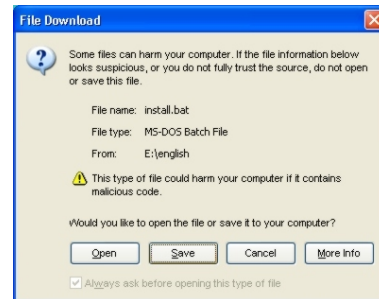 File Download
Some files can harm your computer. If the file information below
looks suspicious, or you do not fully trust the source, do not open
or save this file.
File name: install.bat
File type: MS-DOS Batch File
From: E:\english
This type of file could harm your computer if it contains
malicious code.
Would you like to open the file or save it to your computer?
Open Save Cancel More Info
Always ask before opening this type of file